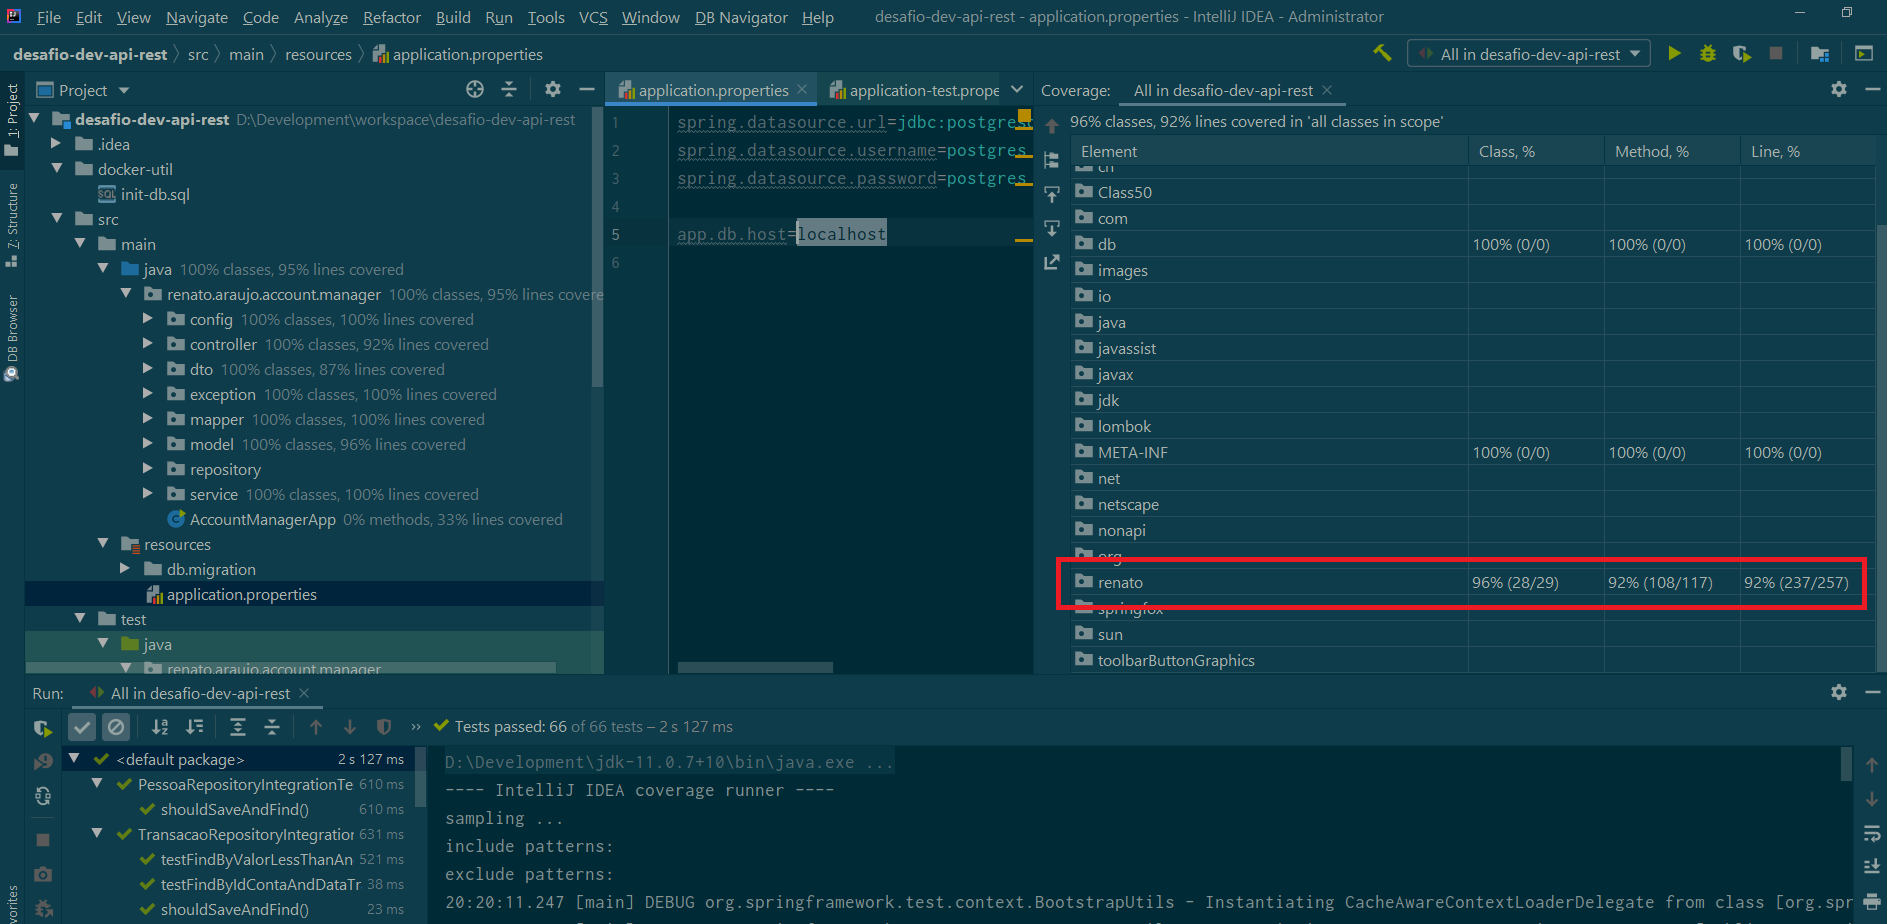 File Edit View Navigate Code Analyze Refactor Build Run Tools VCS Window DB Navigator Help desafio-dev-api-rest - application.properties - IntelliJ IDEA - Administrator
desafio-dev-api-rest src main resources application.properties All in desafio-dev-api-rest
1: Project
7: Structure
DB Browser
Project
desafio-dev-api-rest D:\Development\workspace\desafio-dev-api-rest
.idea
docker-util
init-db.sql
src
main
java 100% classes, 95% lines covered
renato.araujo.account.manager 100% classes, 95% lines covere
config 100% classes, 100% lines covered
controller 100% classes, 92% lines covered
dto 100% classes, 87% lines covered
exception 100% classes, 100% lines covered
mapper 100% classes, 100% lines covered
model 100% classes, 96% lines covered
repository
service 100% classes, 100% lines covered
AccountManagerApp 0% methods, 33% lines covered
resources
db.migration
application.properties
test
java
renato.araujo.account.manager
application.properties application-test.prope
1 spring.datasource.url=jdbc:postgres
2 spring.datasource.username=postgres
3 spring.datasource.password=postgres
4
5 app.db.host=localhost
6
Coverage: All in desafio-dev-api-rest
96% classes, 92% lines covered in 'all classes in scope'
Element Class, % Method, % Line, %
ch
Class50
com
db 100% (0/0) 100% (0/0) 100% (0/0)
images
io
java
javassist
javax
jdk
lombok
META-INF 100% (0/0) 100% (0/0) 100% (0/0)
net
netscape
nonapi
org
renato 96% (28/29) 92% (108/117) 92% (237/257)
springfox
sun
toolbarButtonGraphics
Run: All in desafio-dev-api-rest
Tests passed: 66 of 66 tests – 2 s 127 ms
<default package> 2 s 127 ms
PessoaRepositoryIntegrationTe 610 ms
shouldSaveAndFind() 610 ms
TransacaoRepositoryIntegration 631 ms
testFindByValorLessThanAn 521 ms
testFindByIdContaAndDataTr 38 ms
shouldSaveAndFind() 23 ms
D:\Development\jdk-11.0.7+10\bin\java.exe ...
---- IntelliJ IDEA coverage runner ----
sampling ...
include patterns:
exclude patterns:
20:20:11.247 [main] DEBUG org.springframework.test.context.BootstrapUtils - Instantiating CacheAwareContextLoaderDelegate from class [org.spr
vorites